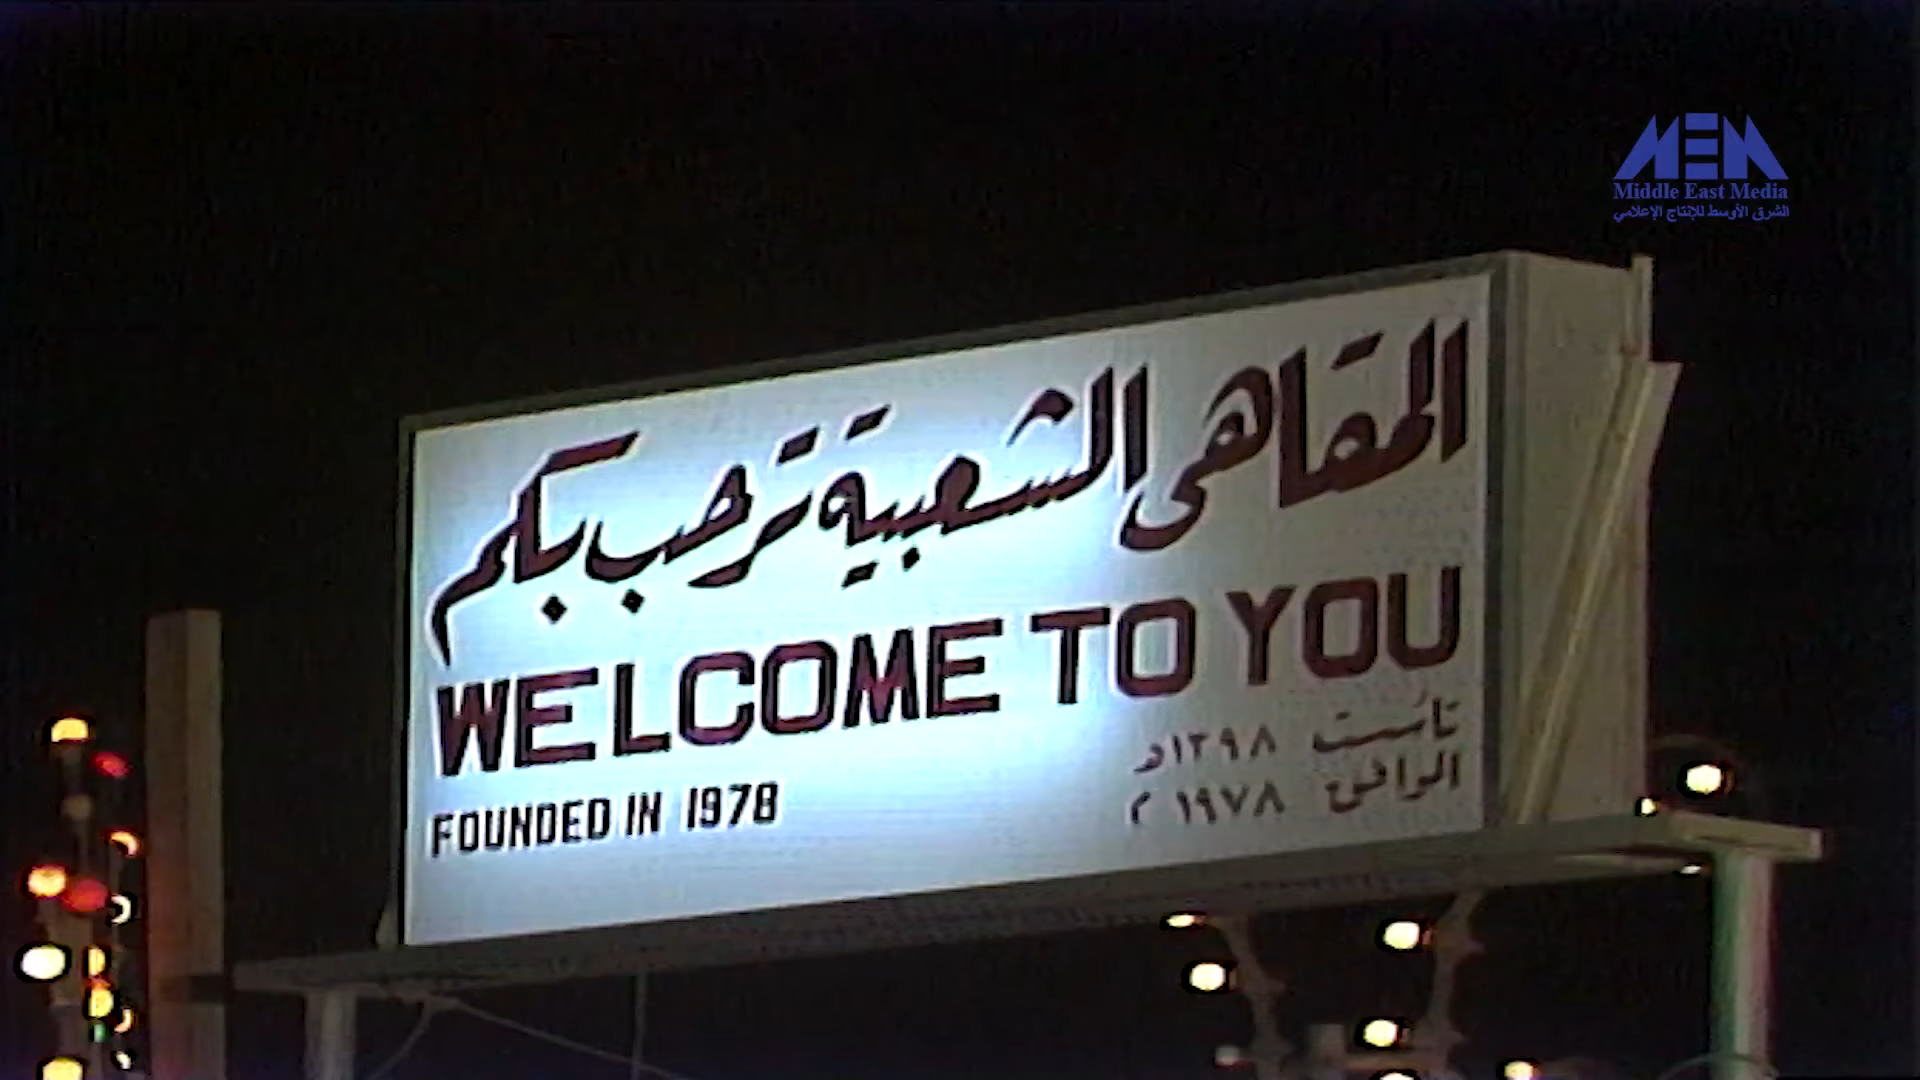 MEM
Middle East Media
الشرق الأوسط للإنتاج الإعلامي
المقاهى الشعبية ترحب بكم
WELCOME TO YOU
تأسست ١٣٩٨هـ
الموافق ١٩٧٨ م
FOUNDED IN 1978